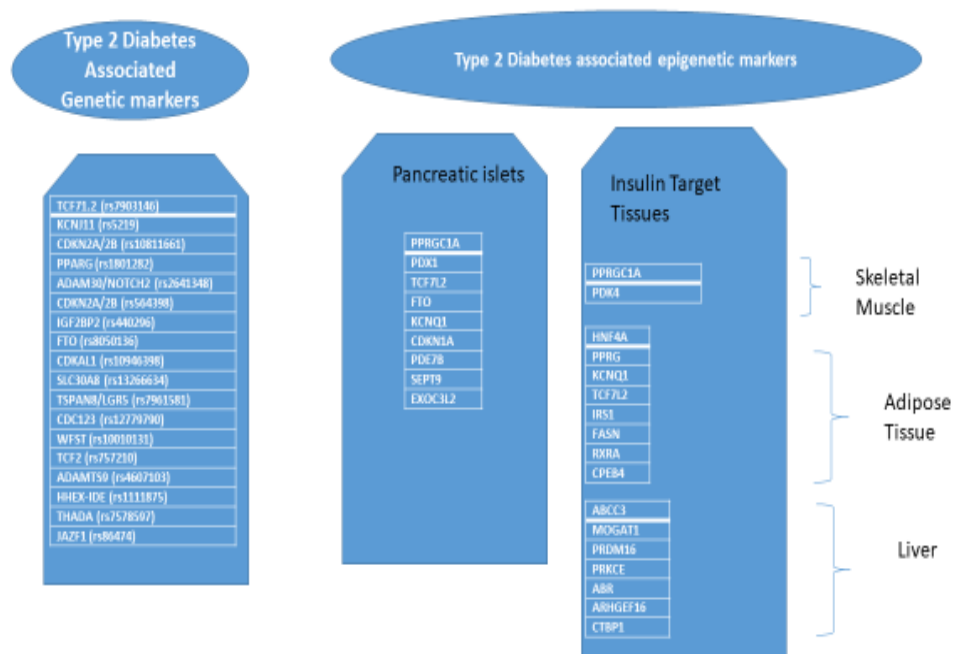 Type 2 Diabetes
Associated
Genetic markers
Type 2 Diabetes associated epigenetic markers
TCF71.2 (rs7903146)
KCNJ11 (rs5219)
CDKN2A/2B (rs10811661)
PPARG (rs1801282)
ADAM30/NOTCH2 (rs2641348)
CDKN2A/2B (rs564398)
IGF2BP2 (rs440296)
FTO (rs8050136)
CDKAL1 (rs10946398)
SLC30A8 (rs13266634)
TSPAN8/LGR5 (rs7961581)
CDC123 (rs12779790)
WFST (rs10010131)
TCF2 (rs757210)
ADAMTS9 (rs4607103)
HHEX-IDE (rs1111875)
THADA (rs7578597)
JAZF1 (rs86474)
Pancreatic islets
PPRGC1A
PDX1
TCF7L2
FTO
KCNQ1
CDKN1A
PDE7B
SEPT9
EXOC3L2
Insulin Target
Tissues
PPRGC1A
PDK4
Skeletal
Muscle
HNF4A
PPRG
KCNQ1
TCF7L2
IRS1
FASN
RXRA
CPEB4
Adipose
Tissue
ABCC3
MOGAT1
PRDM16
PRKCE
ABR
ARHGEF16
CTBP1
Liver